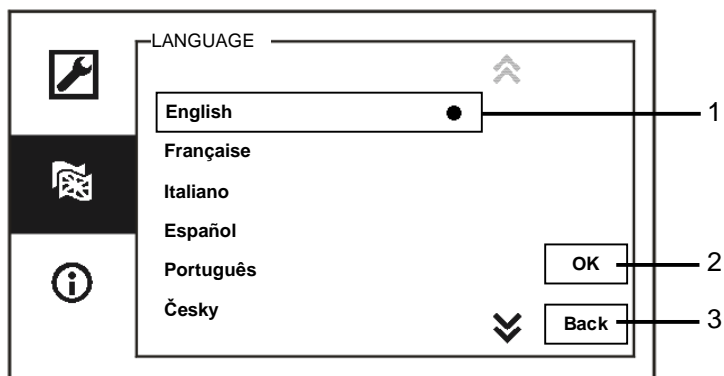 LANGUAGE
English
1
Française
Italiano
Español
Português
OK
2
Česky
Back
3